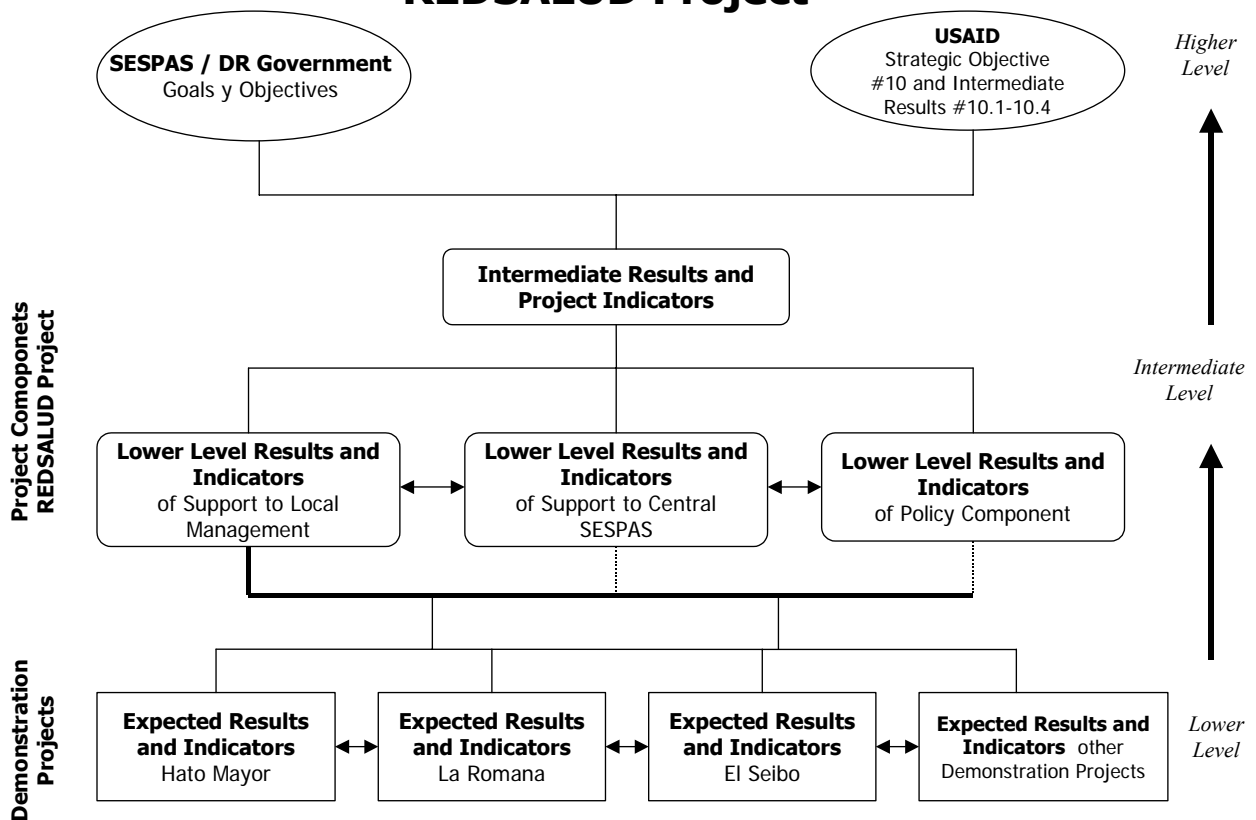 REDSALUD Project
SESPAS / DR Government
Goals y Objectives
USAID
Strategic Objective
#10 and Intermediate
Results #10.1-10.4
Higher
Level
Intermediate Results and
Project Indicators
Project Comoponets
REDSALUD Project
Intermediate
Level
Lower Level Results and
Indicators
of Support to Local
Management
Lower Level Results and
Indicators
of Support to Central
SESPAS
Lower Level Results and
Indicators
of Policy Component
Demonstration
Projects
Expected Results
and Indicators
Hato Mayor
Expected Results
and Indicators
La Romana
Expected Results
and Indicators
El Seibo
Expected Results and
Indicators other
Demonstration Projects
Lower
Level